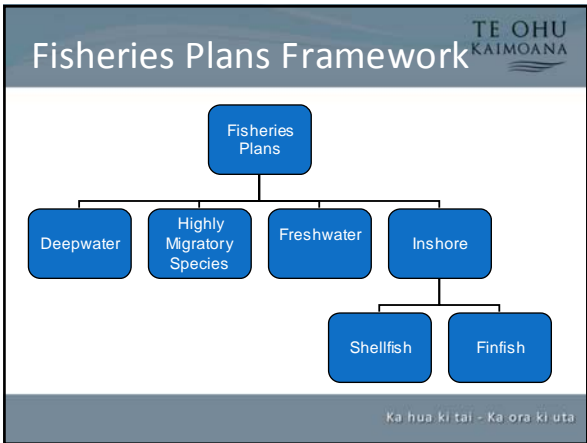 Fisheries Plans Framework
TE OHU
KAIMOANA
Fisheries
Plans
Deepwater
Highly
Migratory
Species
Freshwater
Inshore
Shellfish
Finfish
Ka hua ki tai - Ka ora ki uta